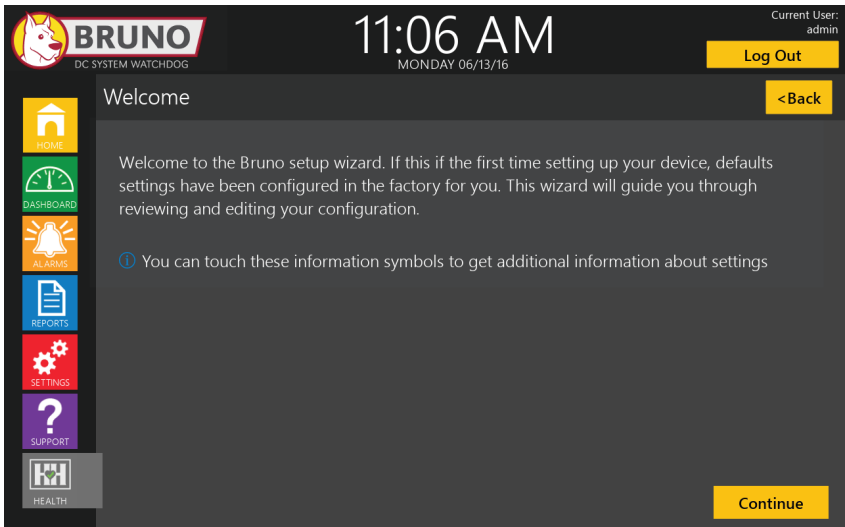 BRUNO
DC SYSTEM WATCHDOG
11:06 AM
MONDAY 06/13/16
Current User:
admin
Log Out
Welcome
<Back
HOME
DASHBOARD
ALARMS
REPORTS
SETTINGS
SUPPORT
HEALTH
Welcome to the Bruno setup wizard. If this if the first time setting up your device, defaults
settings have been configured in the factory for you. This wizard will guide you through
reviewing and editing your configuration.
You can touch these information symbols to get additional information about settings
Continue